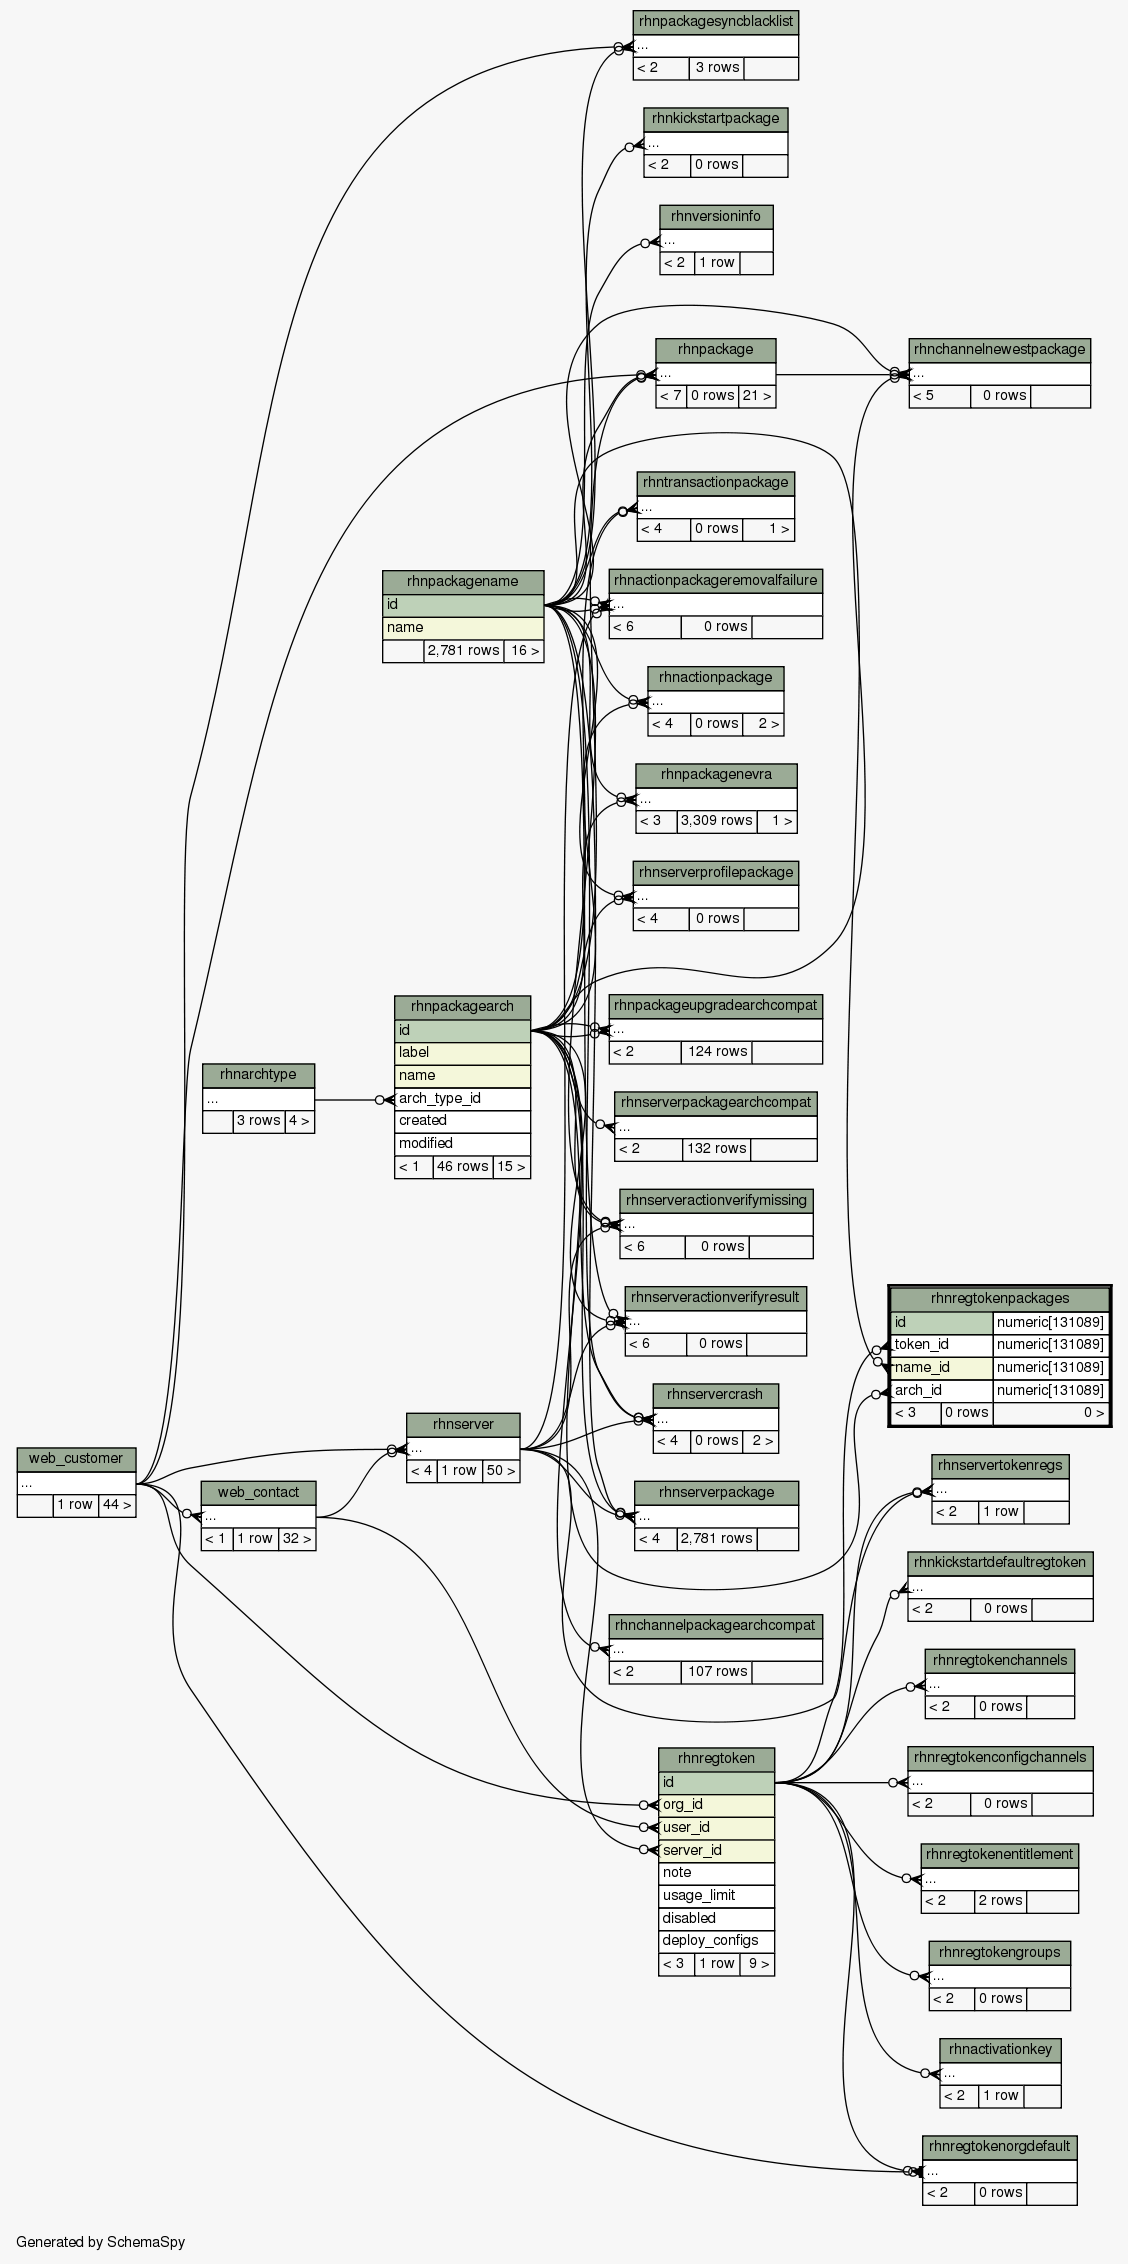 rhnpackagesyncblacklist
...
< 2 3 rows
rhnkickstartpackage
...
< 2 0 rows
rhnversioninfo
...
< 2 1 row
rhnpackage
...
< 7 0 rows 21 >
rhnchannelnewestpackage
...
< 5 0 rows
rhntransactionpackage
...
< 4 0 rows 1 >
rhnpackagename
id
name
2,781 rows 16 >
rhnactionpackageremovalfailure
...
< 6 0 rows
rhnactionpackage
...
< 4 0 rows 2 >
rhnpackagenevra
...
< 3 3,309 rows 1 >
rhnserverprofilepackage
...
< 4 0 rows
rhnpackagearch
id
label
name
arch_type_id
created
modified
< 1 46 rows 15 >
rhnarchtype
...
3 rows 4 >
rhnpackageupgradearchcompat
...
< 2 124 rows
rhnserverpackagearchcompat
...
< 2 132 rows
rhnserveractionverifymissing
...
< 6 0 rows
rhnserveractionverifyresult
...
< 6 0 rows
rhnregtokenpackages
id numeric[131089]
token_id numeric[131089]
name_id numeric[131089]
arch_id numeric[131089]
< 3 0 rows 0 >
rhnservercrash
...
< 4 0 rows 2 >
rhnserver
...
< 4 1 row 50 >
web_customer
...
1 row 44 >
web_contact
...
< 1 1 row 32 >
rhnserverpackage
...
< 4 2,781 rows
rhnservertokenregs
...
< 2 1 row
rhnkickstartdefaultregtoken
...
< 2 0 rows
rhnchannelpackagearchcompat
...
< 2 107 rows
rhnregtokenchannels
...
< 2 0 rows
rhnregtoken
id
org_id
user_id
server_id
note
usage_limit
disabled
deploy_configs
< 3 1 row 9 >
rhnregtokenconfigchannels
...
< 2 0 rows
rhnregtokenentitlement
...
< 2 2 rows
rhnregtokengroups
...
< 2 0 rows
rhnactivationkey
...
< 2 1 row
rhnregtokenorgdefault
...
< 2 0 rows
Generated by SchemaSpy